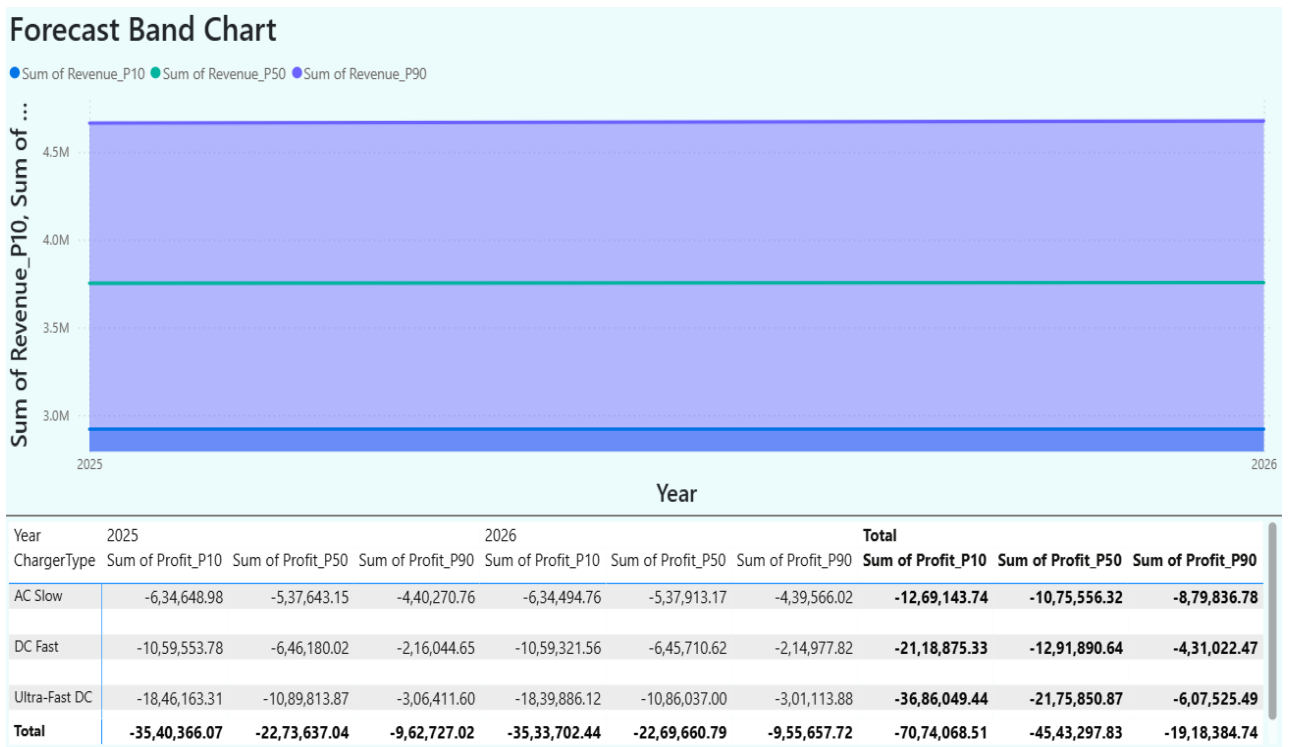 Forecast Band Chart
Sum of Revenue_P10 Sum of Revenue_P50 Sum of Revenue_P90
Sum of Revenue_P10, Sum of ...
4.5M
4.0M
3.5M
3.0M
2025 2026
Year
Year 2025 2026 Total
ChargerType Sum of Profit_P10 Sum of Profit_P50 Sum of Profit_P90 Sum of Profit_P10 Sum of Profit_P50 Sum of Profit_P90 Sum of Profit_P10 Sum of Profit_P50 Sum of Profit_P90
AC Slow -6,34,648.98 -5,37,643.15 -4,40,270.76 -6,34,494.76 -5,37,913.17 -4,39,566.02 -12,69,143.74 -10,75,556.32 -8,79,836.78
DC Fast -10,59,553.78 -6,46,180.02 -2,16,044.65 -10,59,321.56 -6,45,710.62 -2,14,977.82 -21,18,875.33 -12,91,890.64 -4,31,022.47
Ultra-Fast DC -18,46,163.31 -10,89,813.87 -3,06,411.60 -18,39,886.12 -10,86,037.00 -3,01,113.88 -36,86,049.44 -21,75,850.87 -6,07,525.49
Total -35,40,366.07 -22,73,637.04 -9,62,727.02 -35,33,702.44 -22,69,660.79 -9,55,657.72 -70,74,068.51 -45,43,297.83 -19,18,384.74